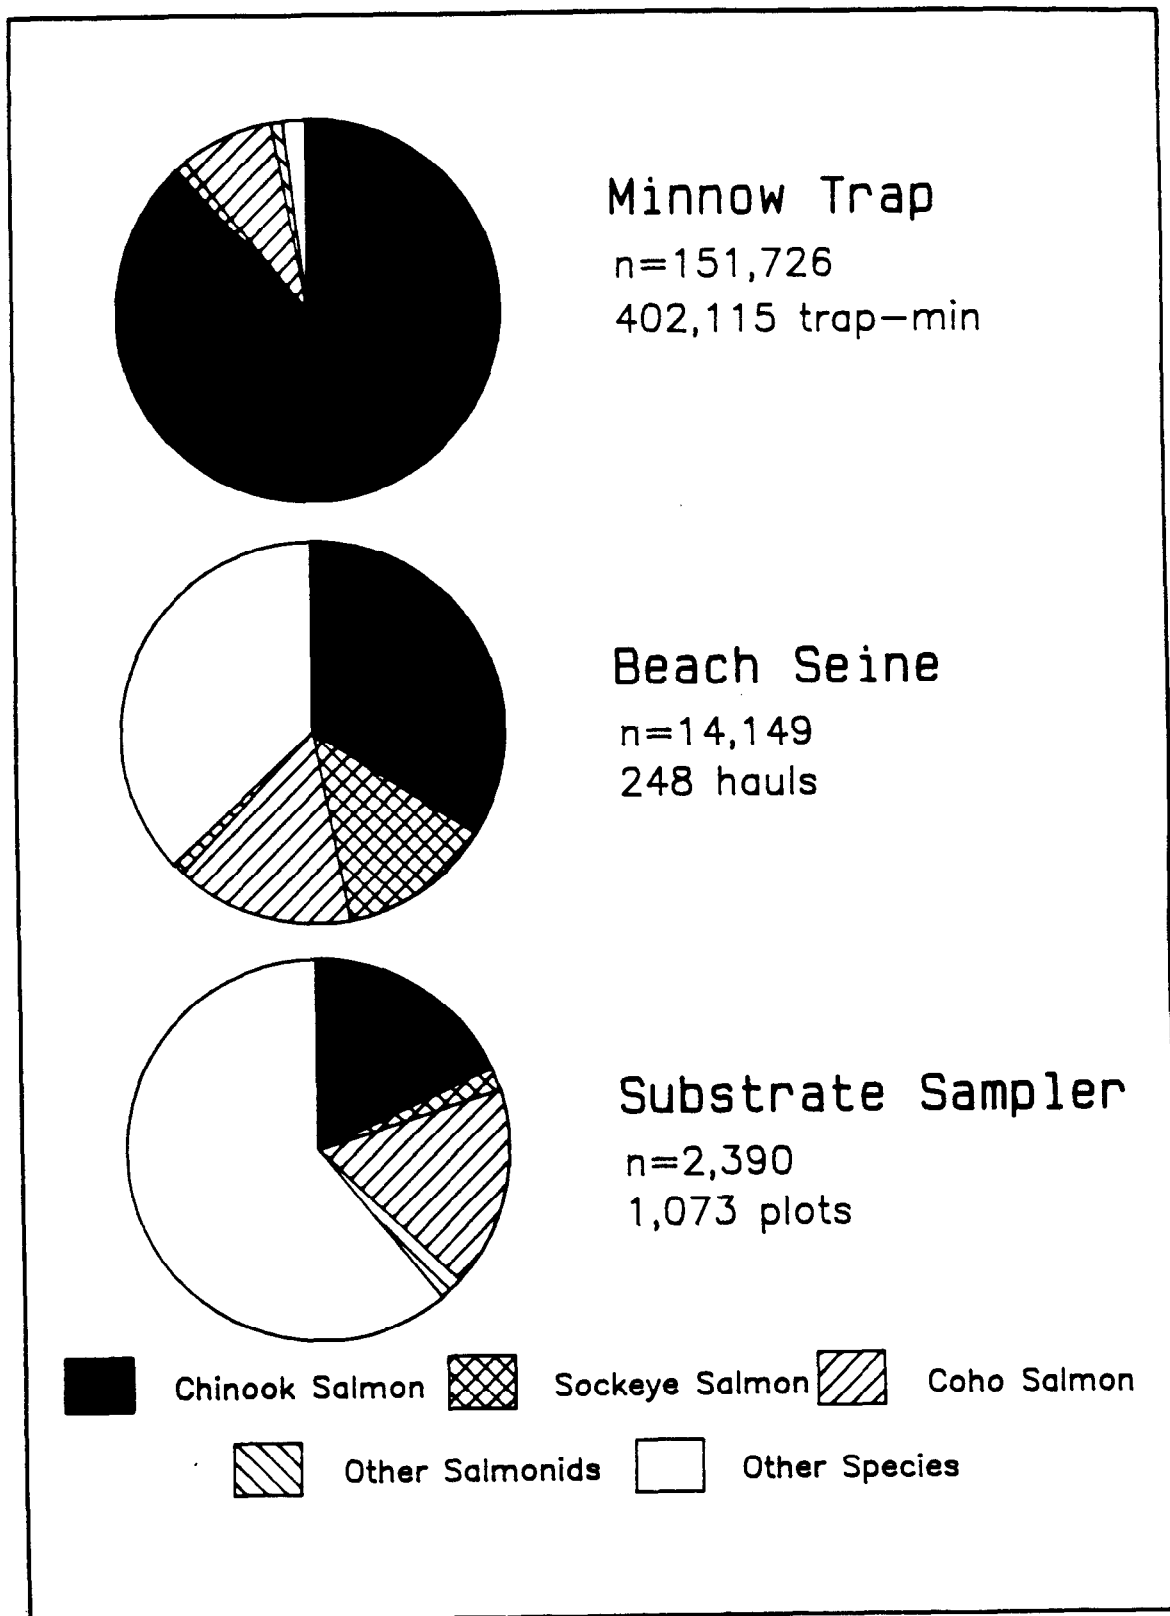 Minnow Trap
n=151,726
402,115 trap-min
Beach Seine
n=14,149
248 hauls
Substrate Sampler
n=2,390
1,073 plots
Chinook Salmon
Sockeye Salmon
Coho Salmon
Other Salmonids
Other Species